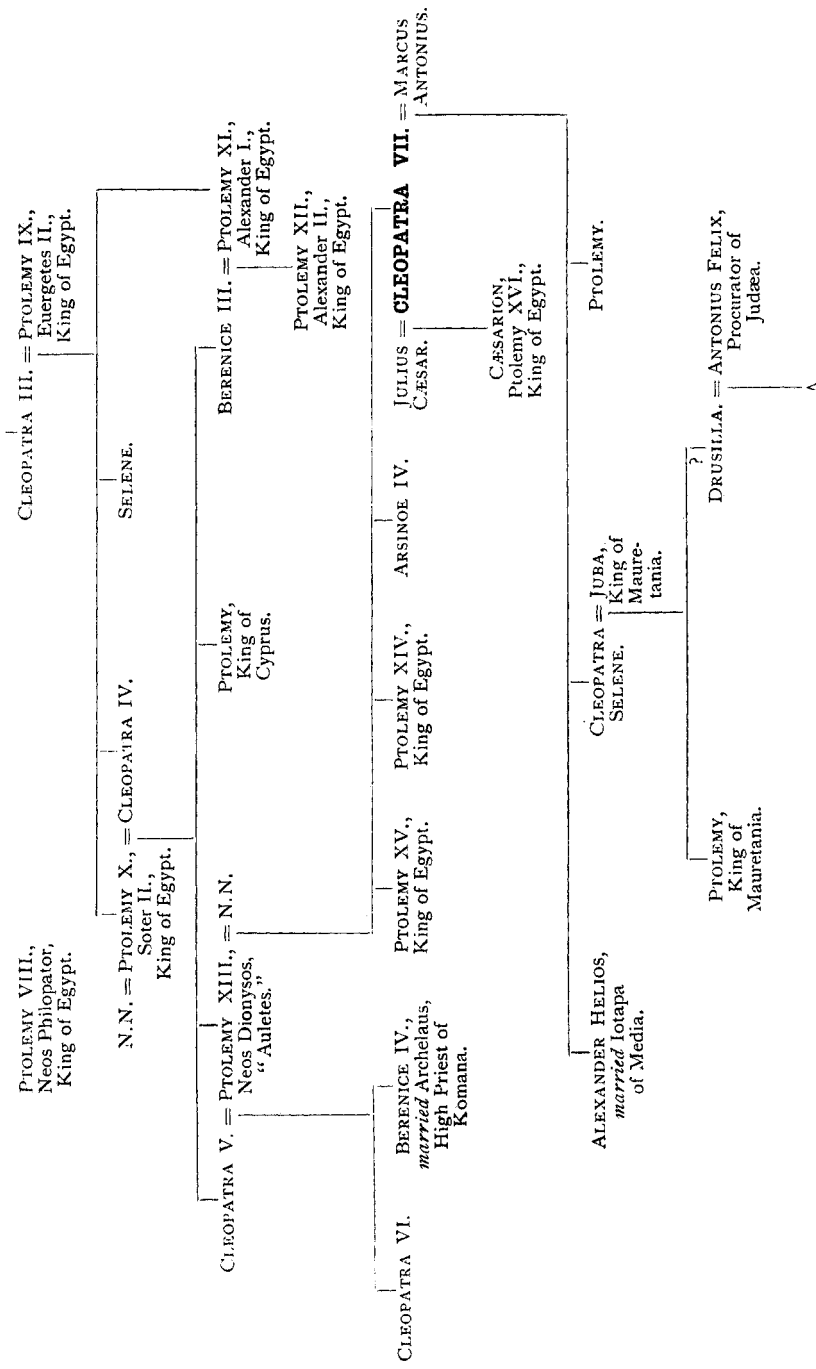 PTOLEMY VIII.,
Neos Philopator,
King of Egypt.
CLEOPATRA III. = PTOLEMY IX.,
Euergetes II.,
King of Egypt.
N.N. = PTOLEMY X., = CLEOPATRA IV.
Soter II.,
King of Egypt.
SELENE.
CLEOPATRA V. = PTOLEMY XIII., = N.N.
Neos Dionysos,
"Auletes."
PTOLEMY,
King of
Cyprus.
BERENICE III. = PTOLEMY XI.,
Alexander I.,
King of Egypt.
PTOLEMY XII.,
Alexander II.,
King of Egypt.
CLEOPATRA VI.
BERENICE IV.,
married Archelaus,
High Priest of
Komana.
PTOLEMY XV.,
King of Egypt.
PTOLEMY XIV.,
King of Egypt.
ARSINOE IV.
JULIUS = CLEOPATRA VII. = MARCUS
CÆSAR.
ANTONIUS.
CÆSARION,
Ptolemy XVI.,
King of Egypt.
ALEXANDER HELIOS,
married Iotapa
of Media.
CLEOPATRA = JUBA,
SELENE.
King of
Maure-
tania.
PTOLEMY.
PTOLEMY,
King of
Mauretania.
?
DRUSILLA. = ANTONIUS FELIX,
Procurator of
Judæa.